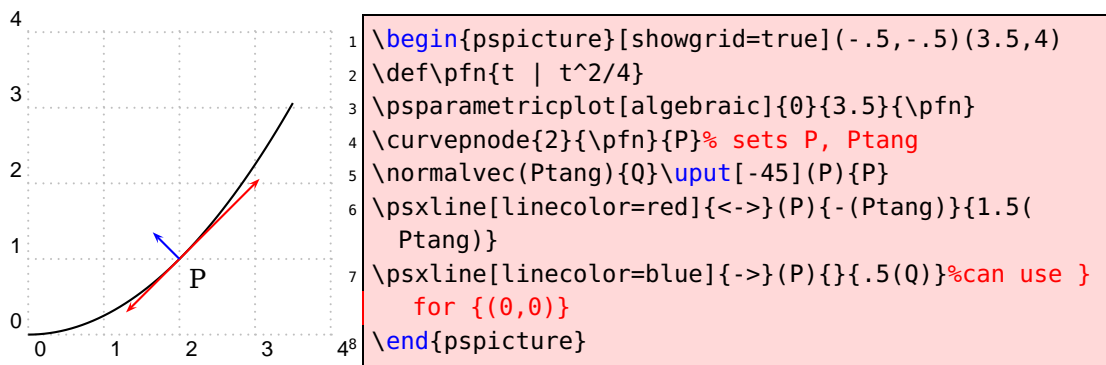 4
3
2
1
0
0 1 2 3 4
P
1 \begin{pspicture}[showgrid=true](-.5,-.5)(3.5,4)
2 \def\pfn{t | t^2/4}
3 \psparametricplot[algebraic]{0}{3.5}{\pfn}
4 \curvepnode{2}{\pfn}{P}% sets P, Ptang
5 \normalvec(Ptang){Q}\uput[-45](P){P}
6 \psxline[linecolor=red]{<->}(P){-(Ptang)}{1.5(
Ptang)}
7 \psxline[linecolor=blue]{->}(P){}{.5(Q)}%can use }
for {(0,0)}
8 \end{pspicture}